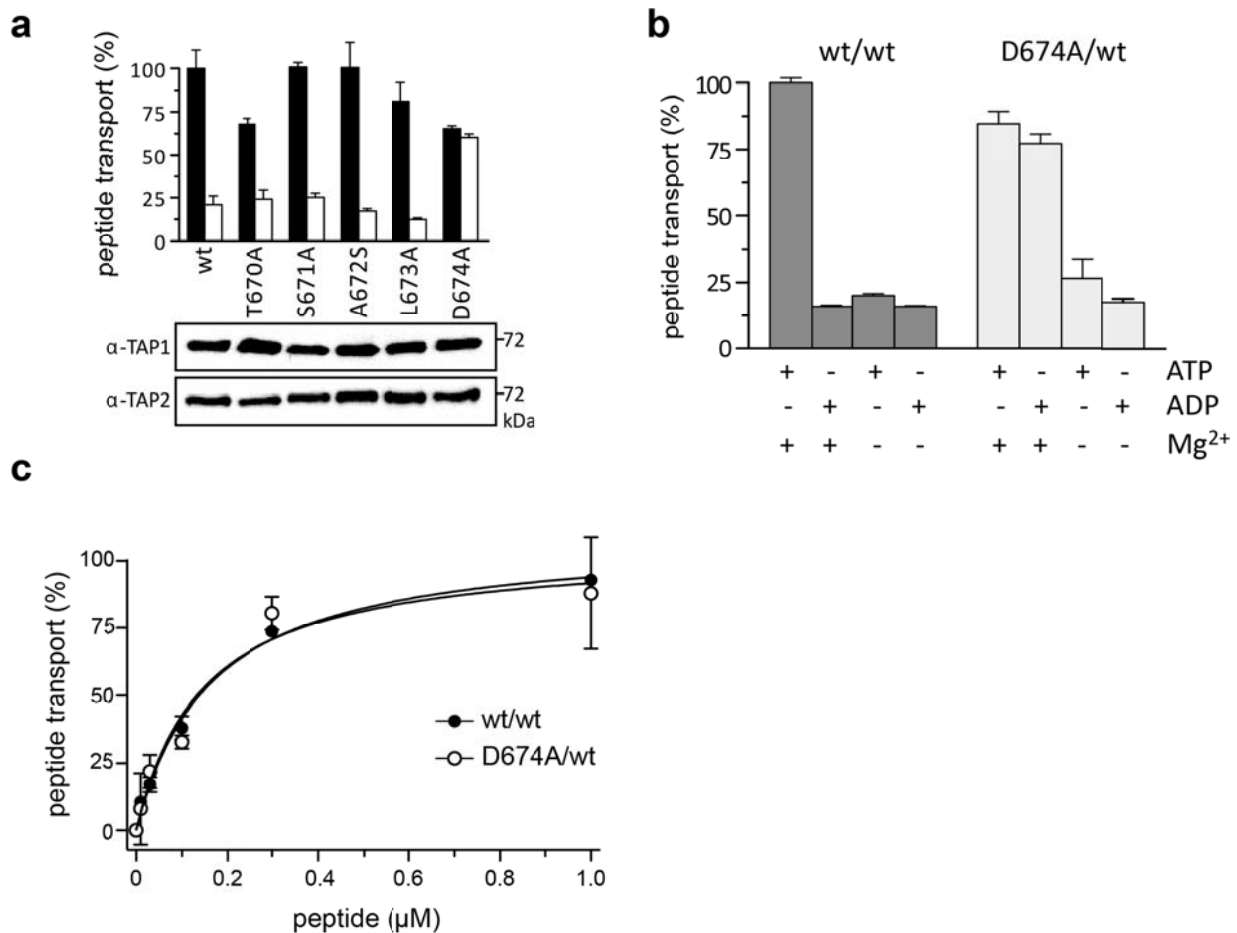 a
peptide transport (%)
100
75
50
25
0
wt
T670A
S671A
A672S
L673A
D674A
α-TAP1
72
α-TAP2
72
kDa
b
wt/wt D674A/wt
peptide transport (%)
100
75
50
25
0
+ - + - + - + - ATP
- + - + - + - + ADP
+ + - - + + - - Mg2+
c
peptide transport (%)
100
75
50
25
0
wt/wt
D674A/wt
0 0.2 0.4 0.6 0.8 1.0
peptide (µM)